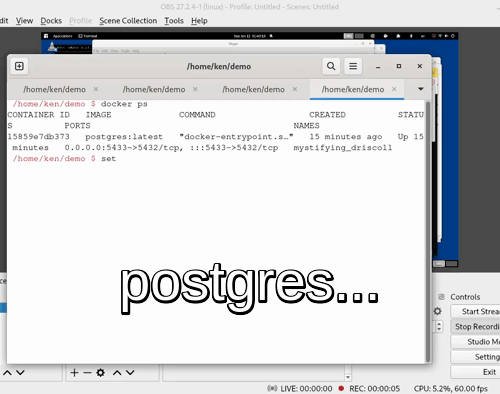 OBS 27.2.4-1 (linux) - Profile: Untitled - Scenes: Untitled
dit View Docks Profile Scene Collection Tools Help
Applications Terminal
/home/ken/demo
/home/ken/demo × /home/ken/demo × /home/ken/demo × /home/ken/demo ×
/home/ken/demo $ docker ps
CONTAINER ID IMAGE COMMAND CREATED STATU
S PORTS NAMES
15859e7db373 postgres:latest "docker-entrypoint.s…" 15 minutes ago Up 15
minutes 0.0.0.0:5433->5432/tcp, :::5433->5432/tcp mystifying_driscoll
/home/ken/demo $ set
postgres...
Controls
Start Strea
Stop Recordi
Studio Mo
Setting
Exit
LIVE: 00:00:00 REC: 00:00:05 CPU: 5.2%, 60.00 fps